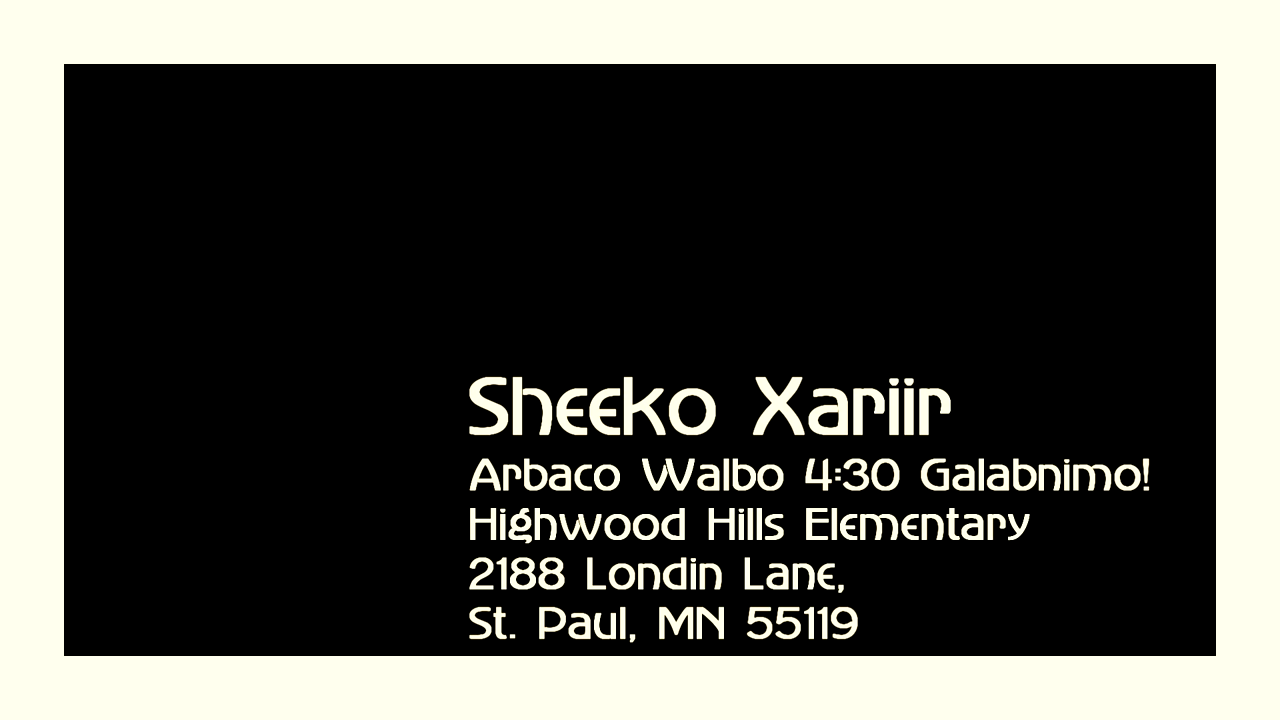 Sheeko Xariir
Arbaco Walbo 4:30 Galabnimo!
Highwood Hills Elementary
2188 Londin Lane,
St. Paul, MN 55119